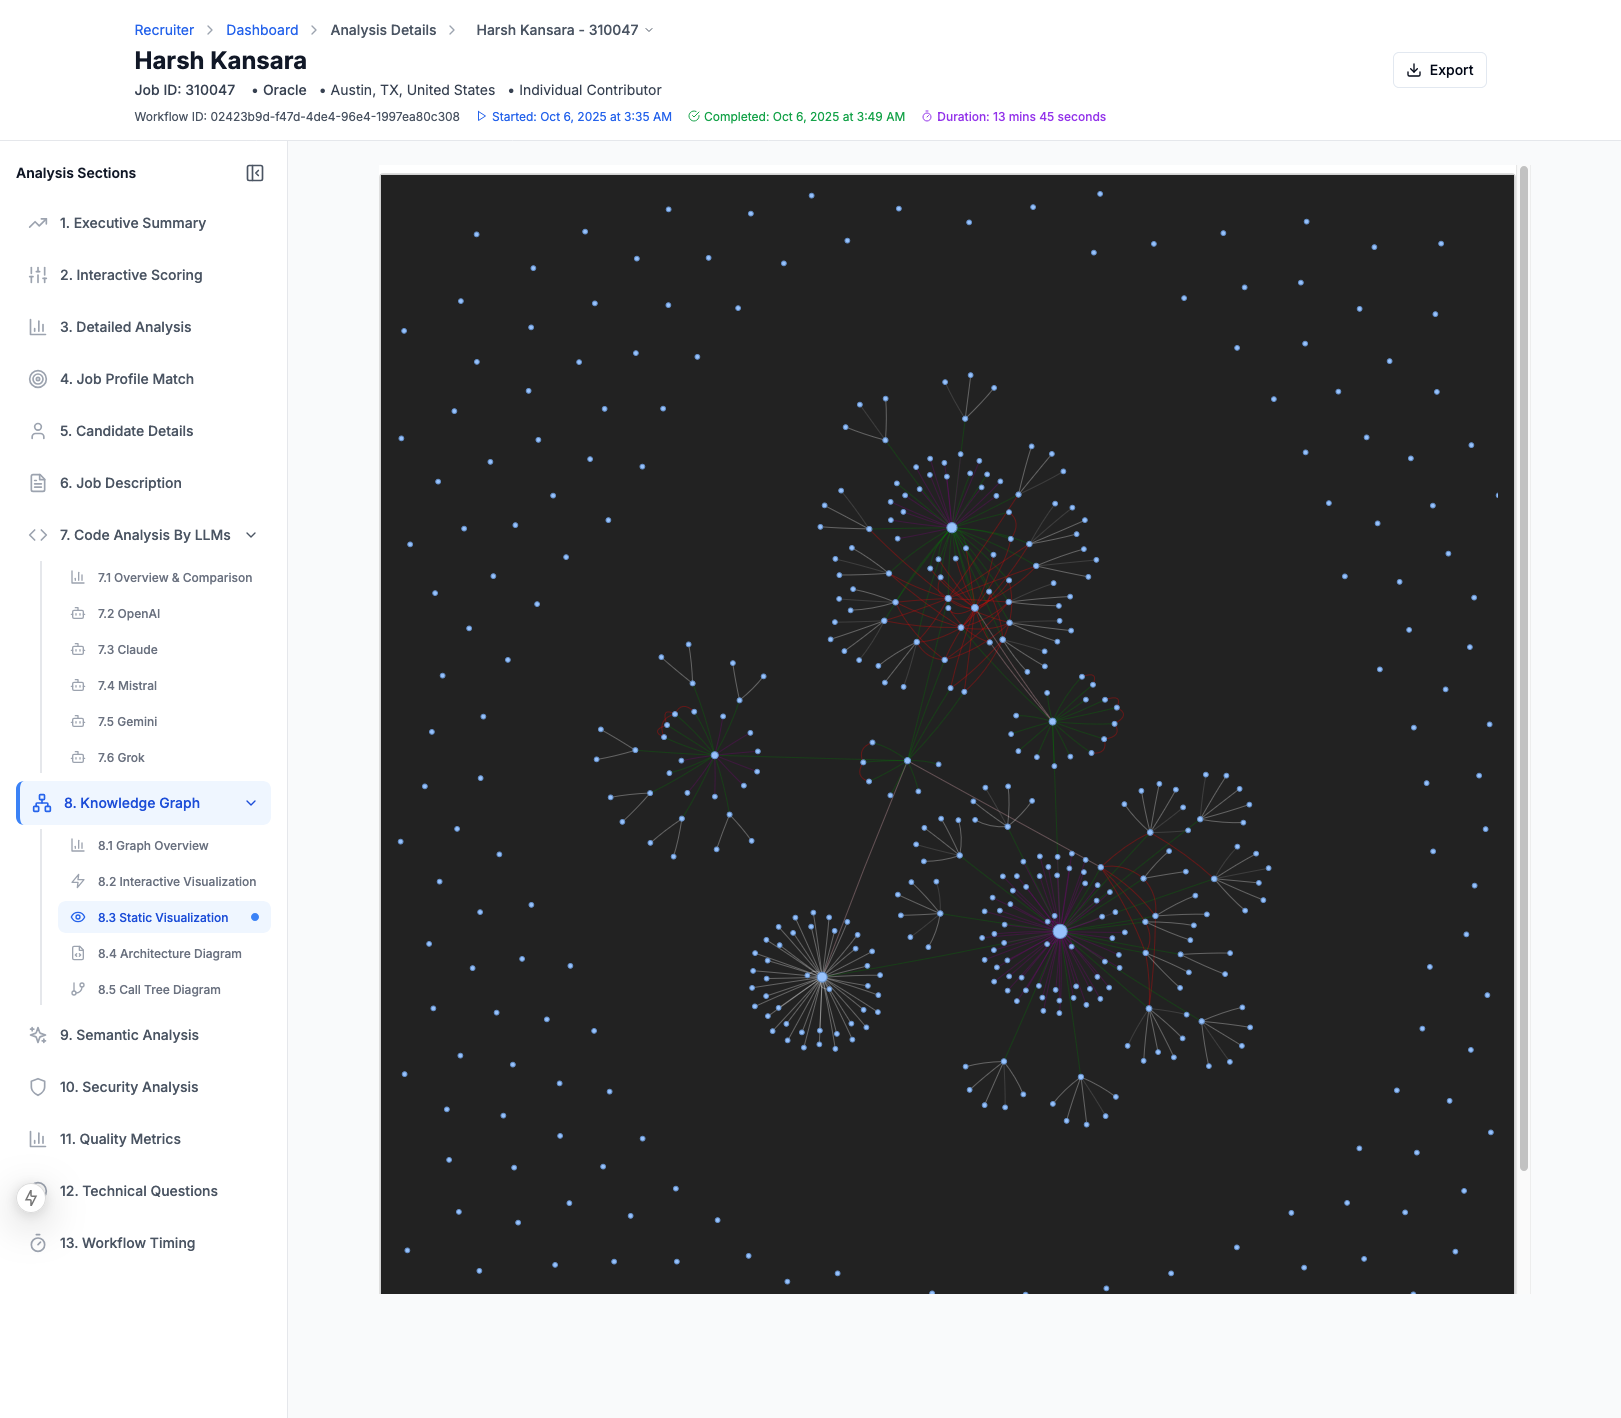 Recruiter > Dashboard > Analysis Details > Harsh Kansara - 310047
Harsh Kansara
Export
Job ID: 310047 • Oracle • Austin, TX, United States • Individual Contributor
Workflow ID: 02423b9d-f47d-4de4-96e4-1997ea80c308 Started: Oct 6, 2025 at 3:35 AM Completed: Oct 6, 2025 at 3:49 AM Duration: 13 mins 45 seconds
Analysis Sections
1. Executive Summary
2. Interactive Scoring
3. Detailed Analysis
4. Job Profile Match
5. Candidate Details
6. Job Description
7. Code Analysis By LLMs
7.1 Overview & Comparison
7.2 OpenAI
7.3 Claude
7.4 Mistral
7.5 Gemini
7.6 Grok
8. Knowledge Graph
8.1 Graph Overview
8.2 Interactive Visualization
8.3 Static Visualization
8.4 Architecture Diagram
8.5 Call Tree Diagram
9. Semantic Analysis
10. Security Analysis
11. Quality Metrics
12. Technical Questions
13. Workflow Timing